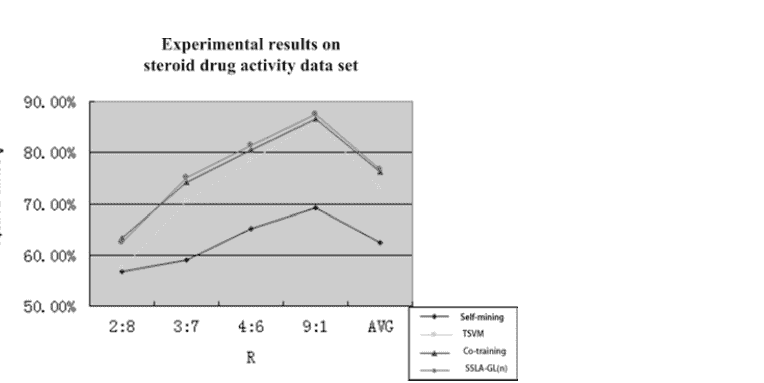 Experimental results on
steroid drug activity data set
90.00%
80.00%
70.00%
60.00%
50.00%
2:8 3:7 4:6 9:1 AVG
R
Self-mining
TSVM
Co-training
SSLA-GL(n)